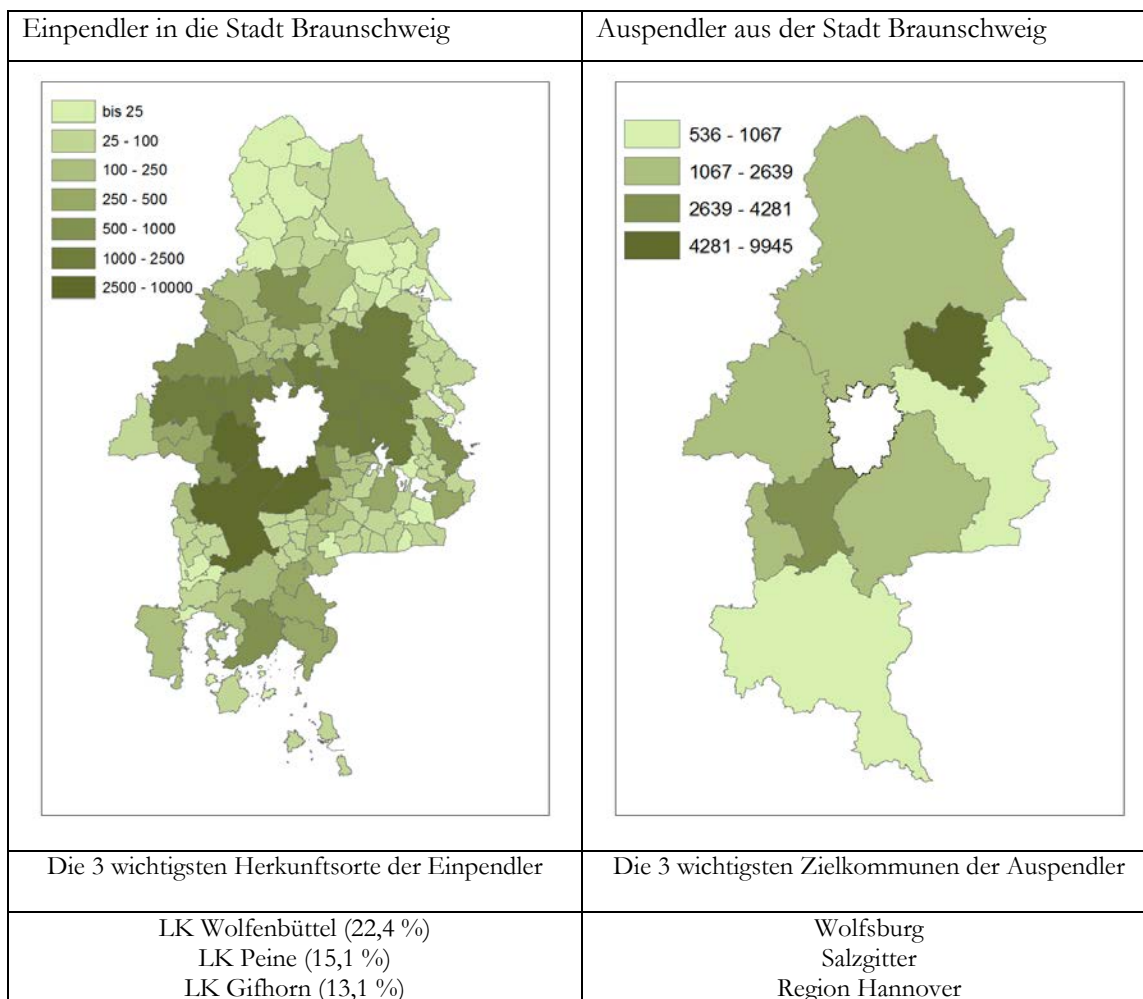 Einpendler in die Stadt Braunschweig
Auspendler aus der Stadt Braunschweig
bis 25
25 - 100
100 - 250
250 - 500
500 - 1000
1000 - 2500
2500 - 10000
536 - 1067
1067 - 2639
2639 - 4281
4281 - 9945
Die 3 wichtigsten Herkunftsorte der Einpendler
Die 3 wichtigsten Zielkommunen der Auspendler
LK Wolfenbüttel (22,4 %)
LK Peine (15,1 %)
LK Gifhorn (13,1 %)
Wolfsburg
Salzgitter
Region Hannover